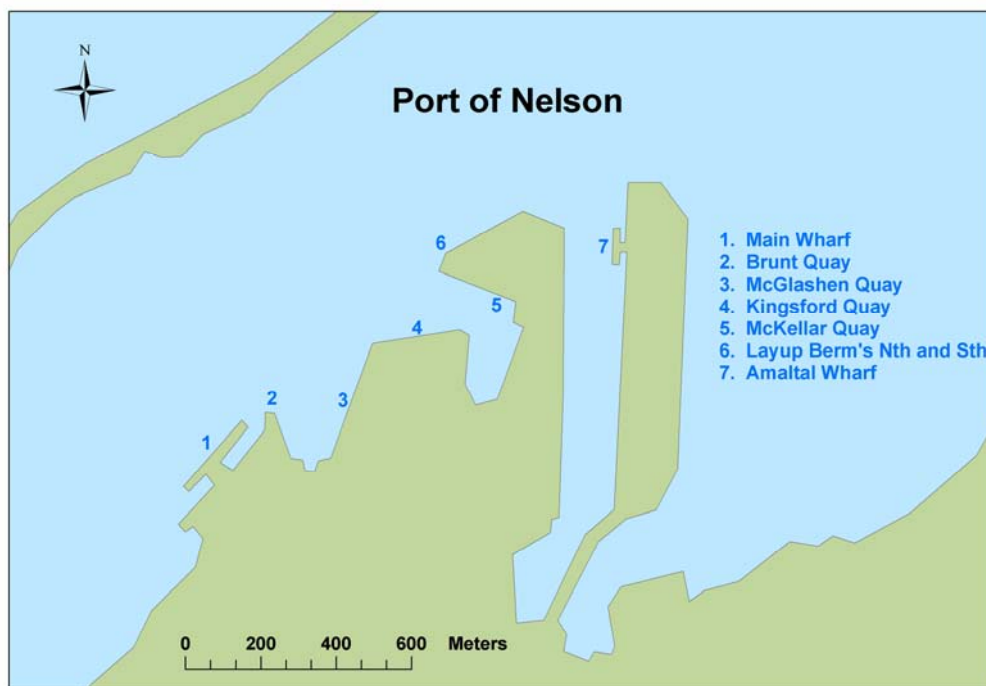 N
Port of Nelson
6
7
5
4
3
2
1
1. Main Wharf
2. Brunt Quay
3. McGlashen Quay
4. Kingsford Quay
5. McKellar Quay
6. Layup Berm's Nth and Sth
7. Amaltal Wharf
0 200 400 600 Meters